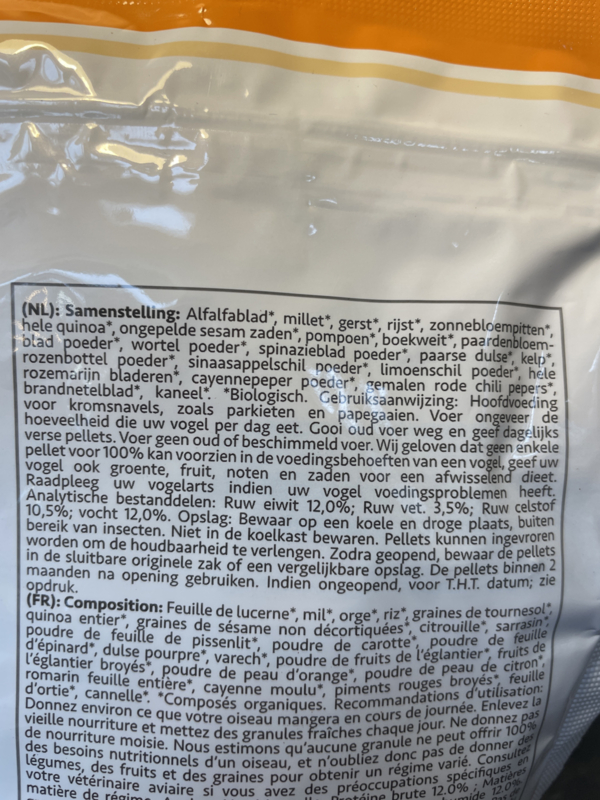 (NL): Samenstelling: Alfalfablad*, millet*, gerst*, rijst*, zonnebloempitten*,
hele quinoa*, ongepelde sesam zaden*, pompoen*, boekweit*, paardenbloem-
blad poeder*, wortel poeder*, spinazieblad poeder*, paarse dulse*, kelp*,
rozenbottel poeder*, sinaasappelschil poeder*, limoenschil poeder*, hele
rozemarijn bladeren*, cayennepeper poeder*, gemalen rode chili pepers*,
brandnetelblad*, kaneel*. *Biologisch. Gebruiksaanwijzing: Hoofdvoeding
voor kromsnavels, zoals parkieten en papegaaien. Voer ongeveer de
hoeveelheid die uw vogel per dag eet. Gooi oud voer weg en geef dagelijks
verse pellets. Voer geen oud of beschimmeld voer. Wij geloven dat geen enkele
pellet voor 100% kan voorzien in de voedingsbehoeften van een vogel, geef uw
vogel ook groente, fruit, noten en zaden voor een afwisselend dieet.
Raadpleeg uw vogelarts indien uw vogel voedingsproblemen heeft.
Analytische bestanddelen: Ruw eiwit 12,0%; Ruw vet. 3,5%; Ruw celstof
10,5%; vocht 12,0%. Opslag: Bewaar op een koele en droge plaats, buiten
bereik van insecten. Niet in de koelkast bewaren. Pellets kunnen ingevroren
worden om de houdbaarheid te verlengen. Zodra geopend, bewaar de pellets
in de sluitbare originele zak of een vergelijkbare opslag. De pellets binnen 2
maanden na opening gebruiken. Indien ongeopend, voor T.H.T. datum; zie
opdruk.
(FR): Composition: Feuille de lucerne*, mil*, orge*, riz*, graines de tournesol*,
quinoa entier*, graines de sésame non décortiquées*, citrouille*, sarrasin*,
poudre de feuille de pissenlit*, poudre de carotte*, poudre de feuille
d'épinard*, dulse pourpre*, varech*, poudre de fruits de l'églantier*, fruits de
l'églantier broyés*, poudre de peau d'orange*, poudre de peau de citron*,
romarin feuille entière*, cayenne moulu*, piments rouges broyés*, feuille
d'ortie*, cannelle*. *Composés organiques. Recommandations d'utilisation:
Donnez environ ce que votre oiseau mangera en cours de journée. Enlevez la
vieille nourriture et mettez des granules fraîches chaque jour. Ne donnez pas
de nourriture moisie. Nous estimons qu'aucune granule ne peut offrir 100%
des besoins nutritionnels d'un oiseau, et n'oubliez donc pas de donner des
légumes, des fruits et des graines pour obtenir un régime varié. Consultez
votre vétérinaire aviaire si vous avez des préoccupations spécifiques en
matière de régime Protéine brute 12.0% ; Matières
12.0%